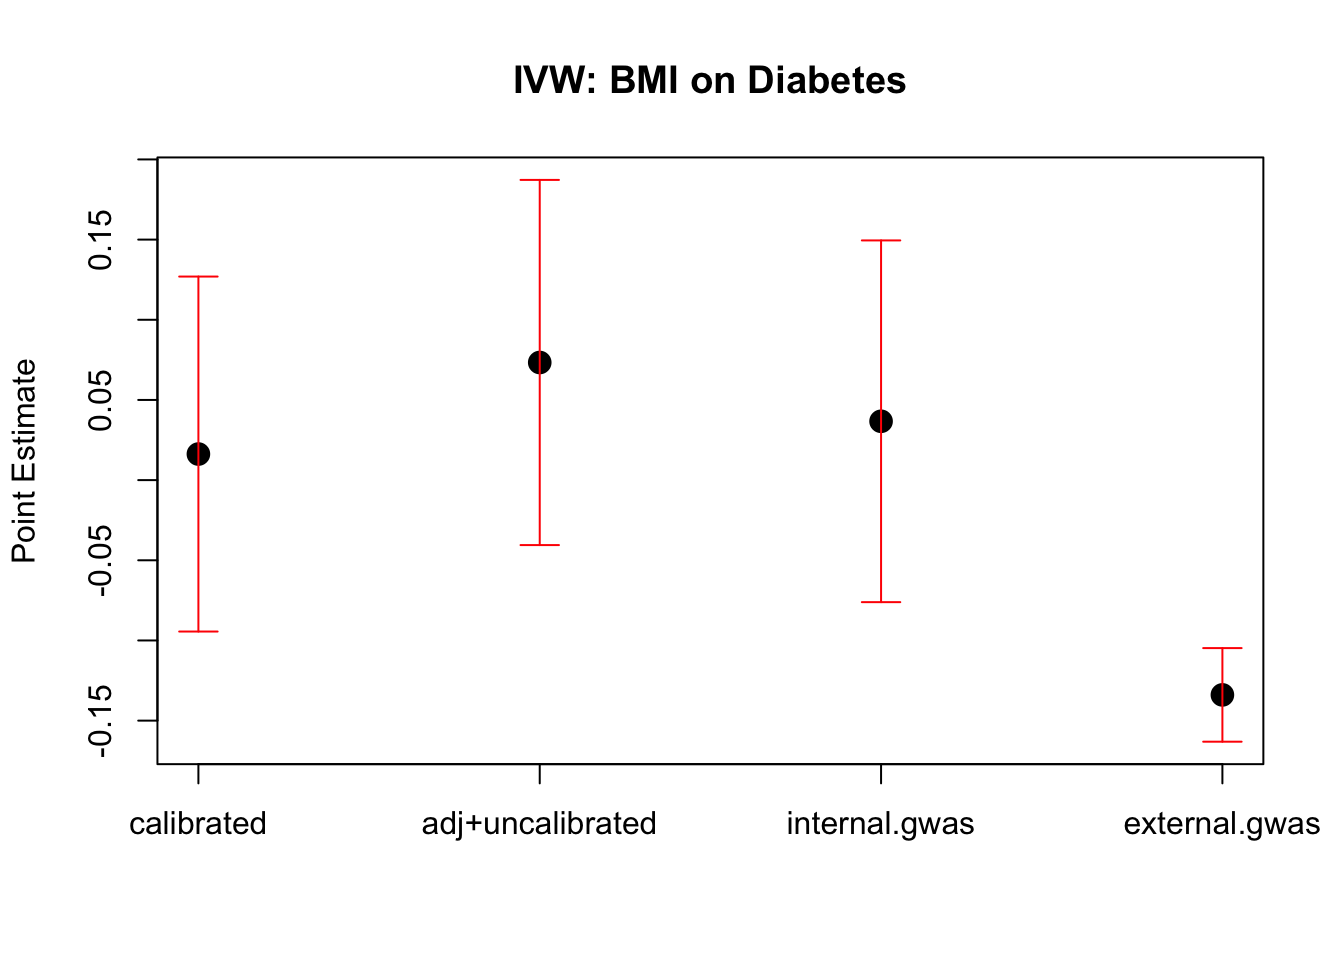 IVW: BMI on Diabetes
Point Estimate
0.15
0.05
-0.05
-0.15
calibrated
adj+uncalibrated
internal.gwas
external.gwas